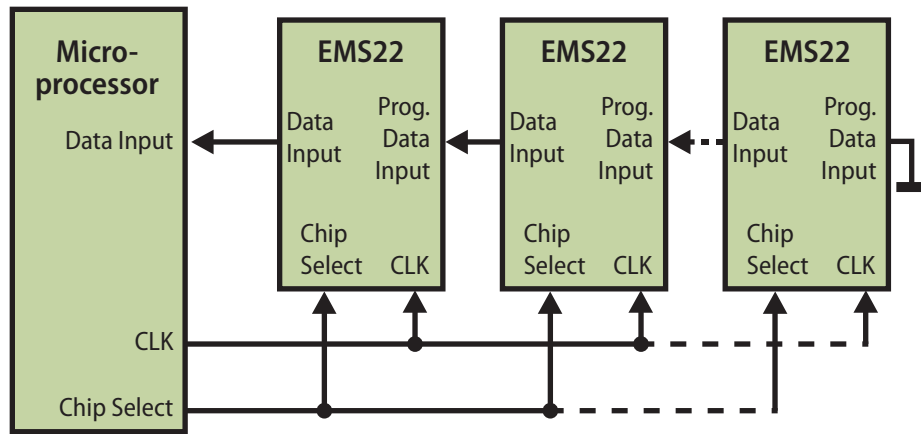 Micro-
processor
Data Input
CLK
Chip Select
EMS22
Data
Input
Prog.
Data
Input
Chip
Select
CLK
EMS22
Data
Input
Prog.
Data
Input
Chip
Select
CLK
EMS22
Data
Input
Prog.
Data
Input
Chip
Select
CLK